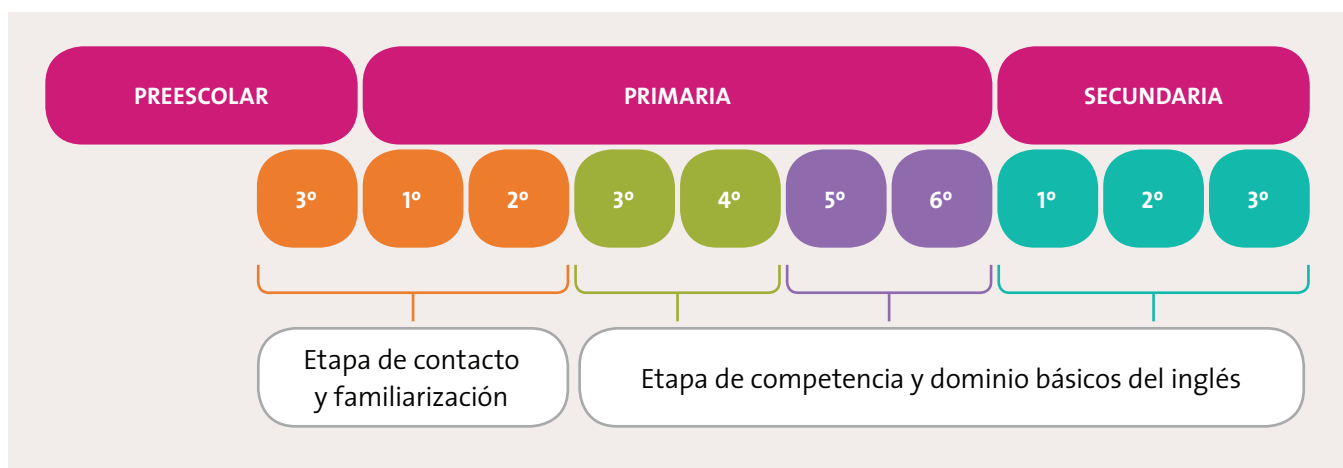 PREESCOLAR PRIMARIA SECUNDARIA
3º 1º 2º 3º 4º 5º 6º 1º 2º 3º
Etapa de contacto
y familiarización
Etapa de competencia y dominio básicos del inglés